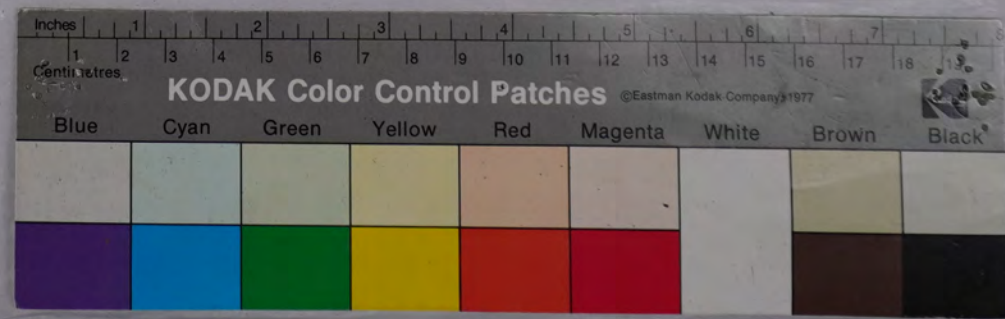 Inches 1 2 3 4 5 6 7 8
1 2 3 4 5 6 7 8 9 10 11 12 13 14 15 16 17 18 19
Centimetres
KODAK Color Control Patches ©Eastman Kodak Company, 1977
Blue Cyan Green Yellow Red Magenta White Brown Black